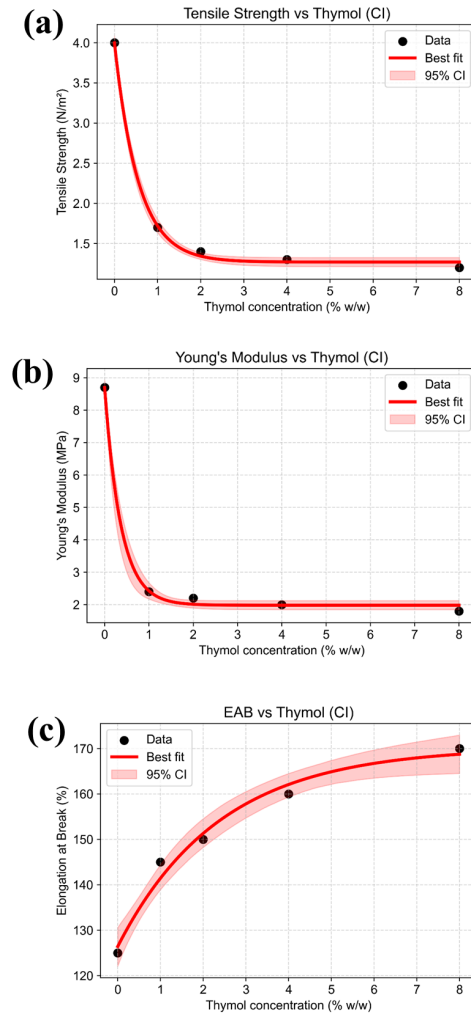 (a)
Tensile Strength vs Thymol (CI)
Tensile Strength (N/m²)
4.0
3.5
3.0
2.5
2.0
1.5
Data
Best fit
95% CI
0 1 2 3 4 5 6 7 8
Thymol concentration (% w/w)
(b)
Young's Modulus vs Thymol (CI)
Young's Modulus (MPa)
9
8
7
6
5
4
3
2
Data
Best fit
95% CI
0 1 2 3 4 5 6 7 8
Thymol concentration (% w/w)
(c)
EAB vs Thymol (CI)
Elongation at Break (%)
170
160
150
140
130
120
Data
Best fit
95% CI
0 1 2 3 4 5 6 7 8
Thymol concentration (% w/w)